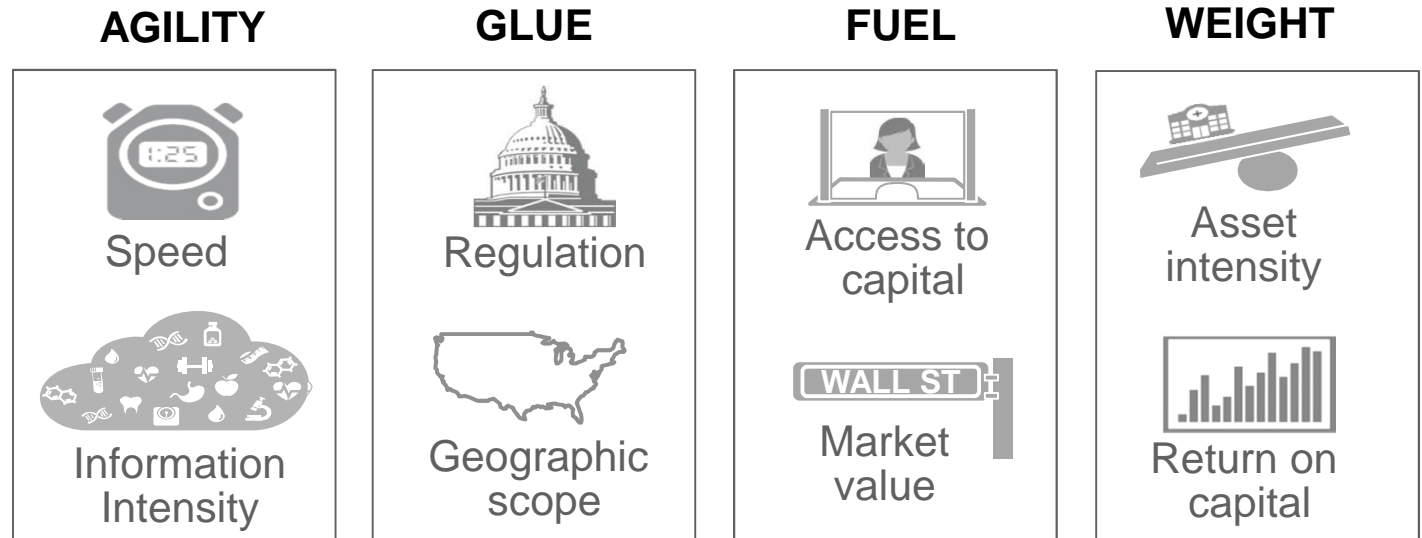 AGILITY
GLUE
FUEL
WEIGHT
1:25
Speed
Information
Intensity
Regulation
Geographic
scope
Access to
capital
WALL ST
Market
value
Asset
intensity
Return on
capital